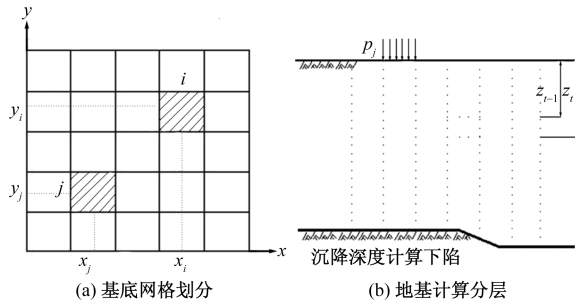 y
i
y_i
y_j
j
x_j
x_i
x
(a) 基底网格划分
p_j
z_{t-1}
z_t
沉降深度计算下陷
(b) 地基计算分层